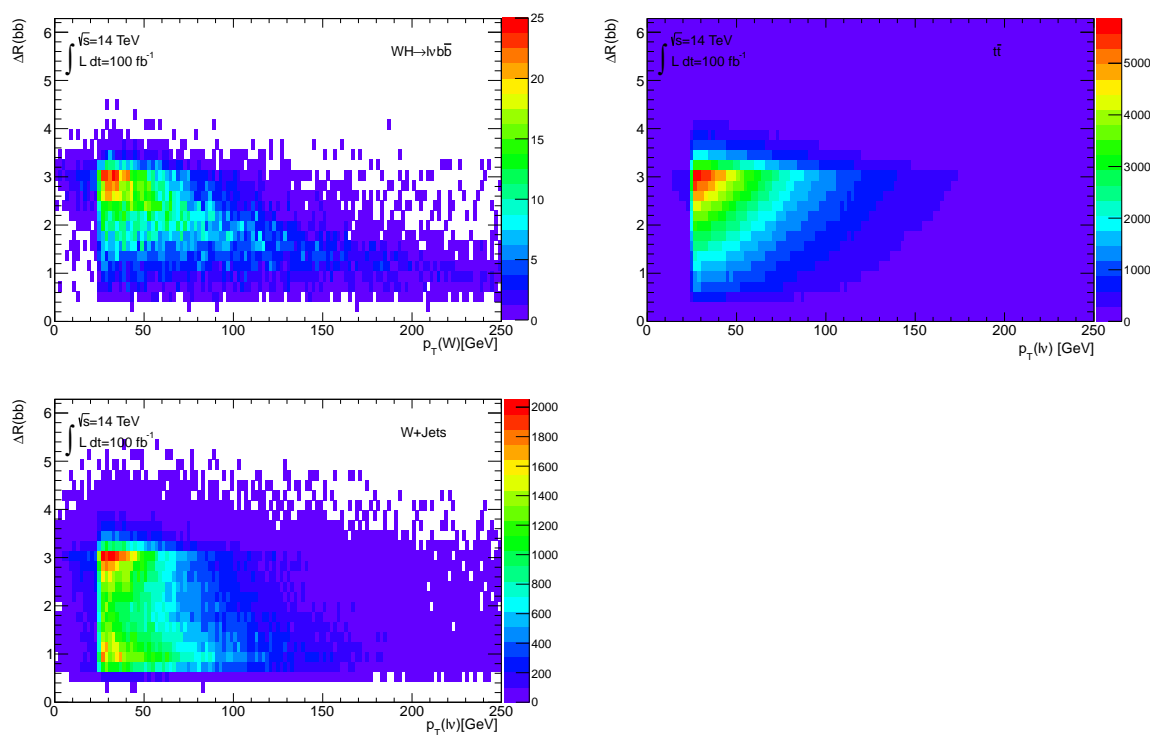 ΔR(bb)
√s=14 TeV
∫ L dt=100 fb⁻¹
WH→lνbb̄
6
5
4
3
2
1
0
0 50 100 150 200 250
p_T(W)[GeV]
25
20
15
10
5
0
ΔR(bb)
√s=14 TeV
∫ L dt=100 fb⁻¹
tt̄
6
5
4
3
2
1
0
0 50 100 150 200 250
p_T(lν) [GeV]
5000
4000
3000
2000
1000
0
ΔR(bb)
√s=14 TeV
∫ L dt=100 fb⁻¹
W+Jets
6
5
4
3
2
1
0
0 50 100 150 200 250
p_T(lν)[GeV]
2000
1800
1600
1400
1200
1000
800
600
400
200
0